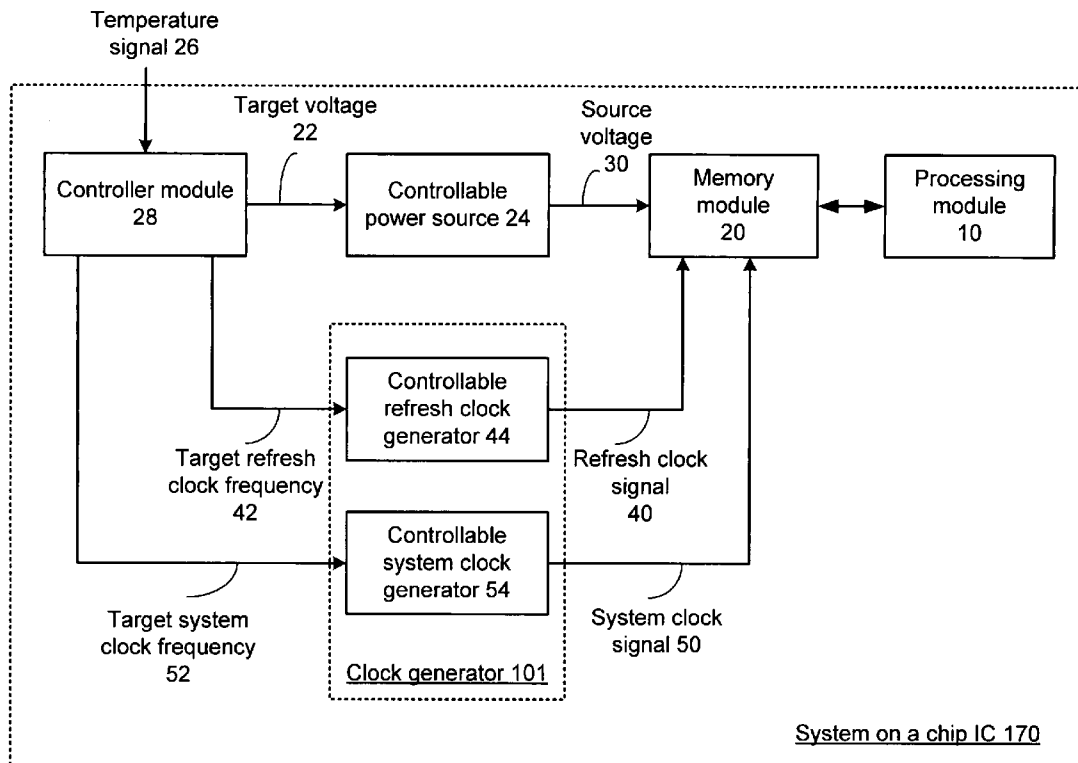 Temperature
signal 26
Target voltage
22
Source
voltage
30
Controller module
28
Controllable
power source 24
Memory
module
20
Processing
module
10
Controllable
refresh clock
generator 44
Target refresh
clock frequency
42
Refresh clock
signal
40
Controllable
system clock
generator 54
Target system
clock frequency
52
System clock
signal 50
Clock generator 101
System on a chip IC 170